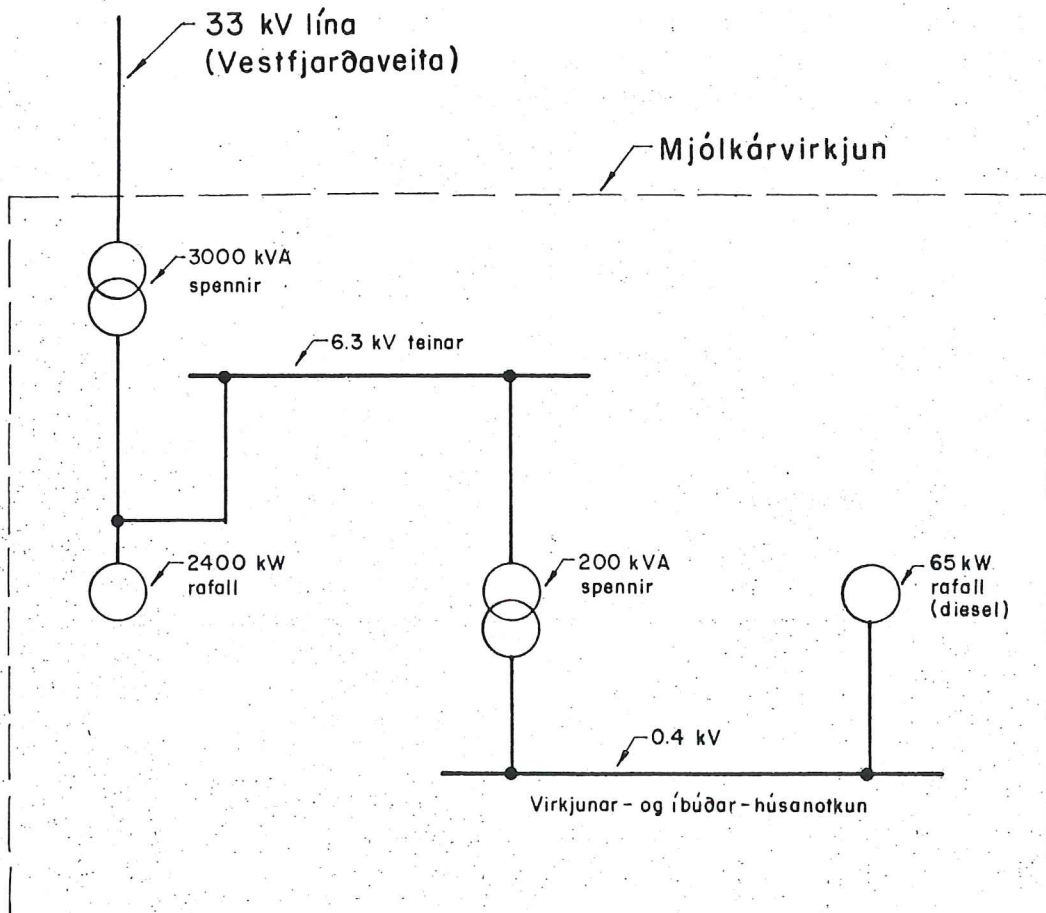 33 kV lína
(Vestfjarðaveita)
Mjólkárvirkjun
3000 kVA
spennir
6.3 kV teinar
2400 kW
rafall
200 kVA
spennir
65 kW
rafall
(diesel)
0.4 kV
Virkjunar - og íbúðar - húsanotkun